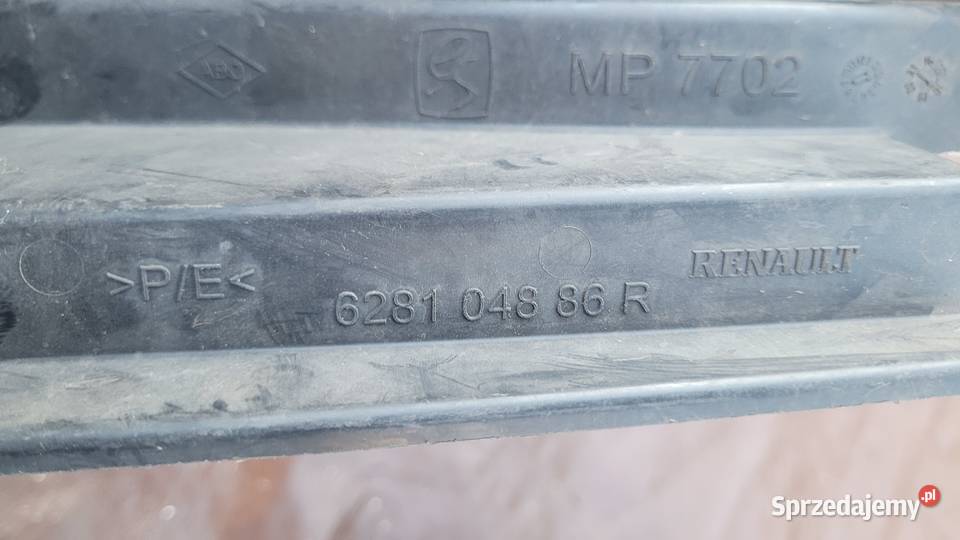 MP 7702
>P/E<
RENAULT
6281 048 86 R
Sprzedajemy.pl